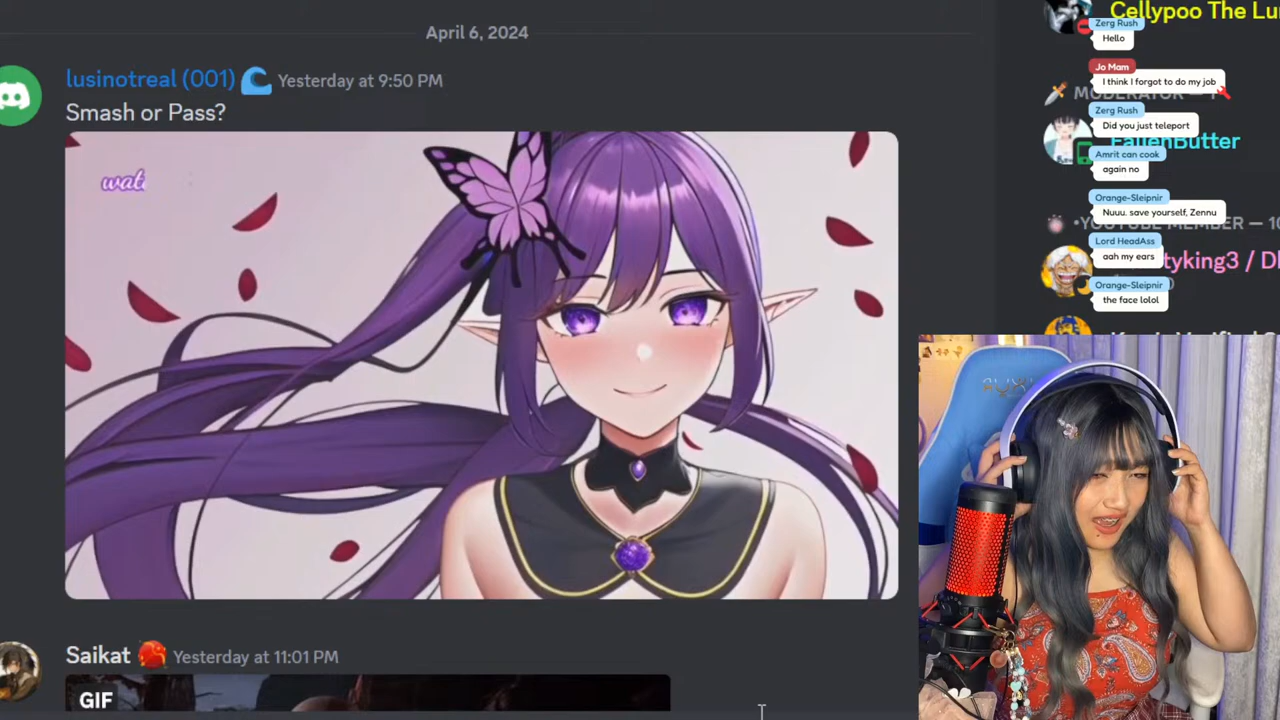 April 6, 2024
lusinotreal (001) Yesterday at 9:50 PM
Smash or Pass?
wati
Saikat Yesterday at 11:01 PM
GIF
Cellypoo The Lu
Zerg Rush
Hello
Jo Mam
I think I forgot to do my job
MODERATOR — 1
Zerg Rush
Did you just teleport
FallenButter
Amrit can cook
again no
Orange-Sleipnir
Nuuu. save yourself, Zennu
•YOUTUBE MEMBER — 10
Lord HeadAss
aah my ears
tyking3 / D
Orange-Sleipnir
the face lolol